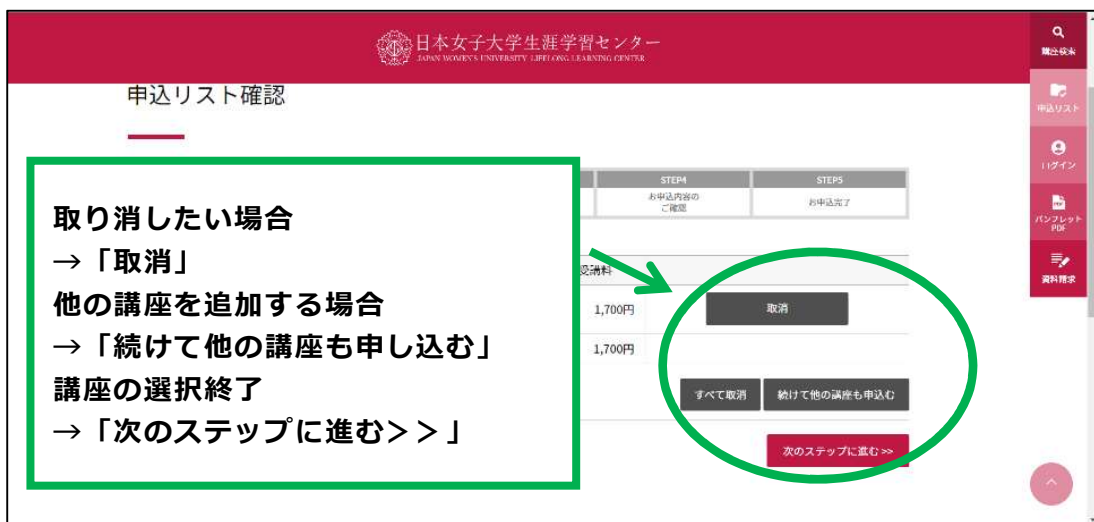 日本女子大学生涯学習センター
JAPAN WOMEN'S UNIVERSITY LIFELONG LEARNING CENTER
講座検索
申込リスト
ログイン
パンフレット
PDF
資料請求
申込リスト確認
STEP4
お申込内容の
ご確認
STEP5
お申込完了
取り消したい場合
→「取消」
他の講座を追加する場合
→「続けて他の講座も申し込む」
講座の選択終了
→「次のステップに進む>>」
受講料
1,700円
取消
1,700円
すべて取消
続けて他の講座も申込む
次のステップに進む >>